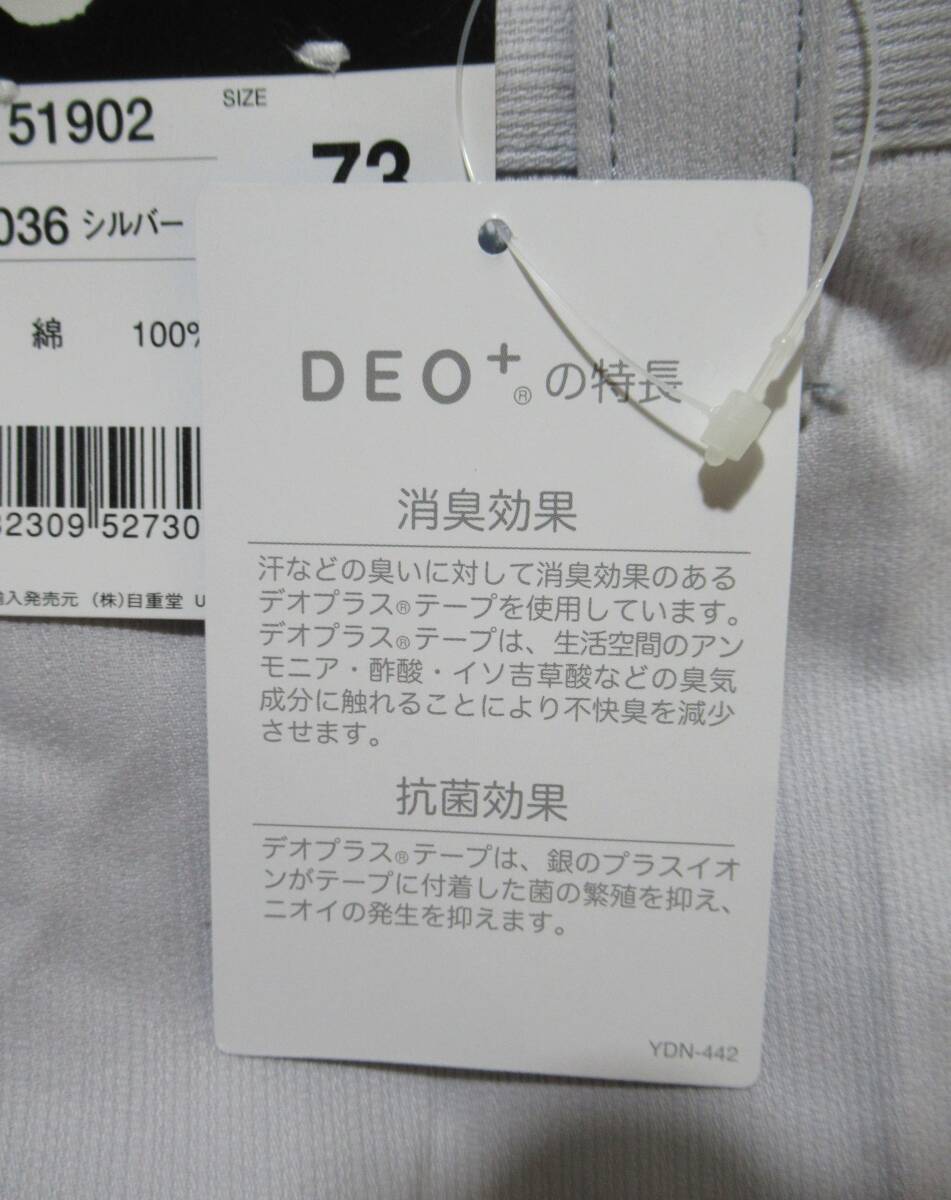 51902
SIZE
73
036 シルバー
綿 100%
32309 52730
入発売元 (株)自重堂 U
DEO+® の特長
消臭効果
汗などの臭いに対して消臭効果のある
デオプラス®テープを使用しています。
デオプラス®テープは、生活空間のアン
モニア・酢酸・イソ吉草酸などの臭気
成分に触れることにより不快臭を減少
させます。
抗菌効果
デオプラス®テープは、銀のプラスイオ
ンがテープに付着した菌の繁殖を抑え、
ニオイの発生を抑えます。
YDN-442